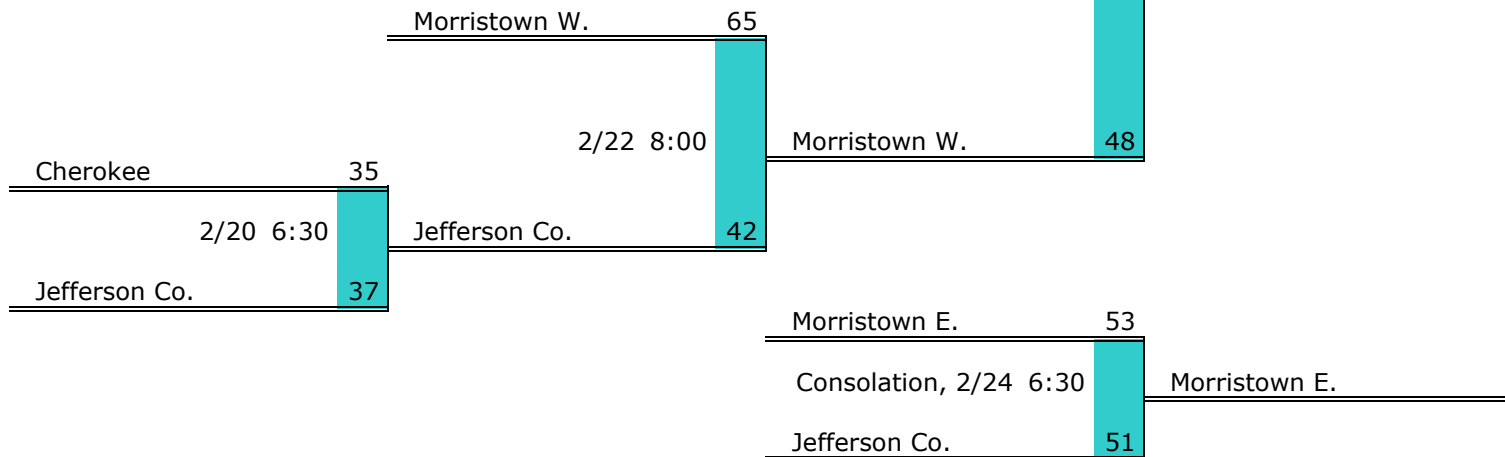 Morristown W. 65
2/22 8:00 Morristown W. 48
Cherokee 35
2/20 6:30 Jefferson Co. 42
Jefferson Co. 37
Morristown E. 53
Consolation, 2/24 6:30 Morristown E.
Jefferson Co. 51